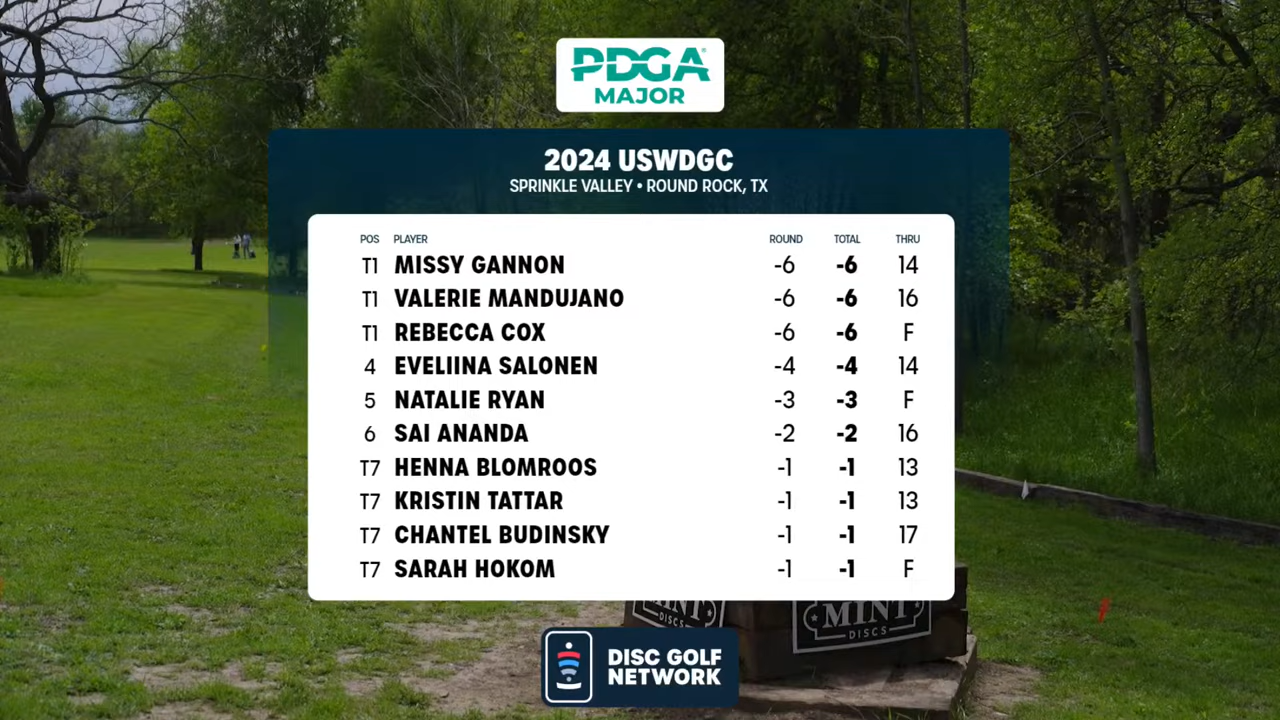 PDGA
MAJOR
2024 USWDGC
SPRINKLE VALLEY • ROUND ROCK, TX
POS PLAYER ROUND TOTAL THRU
T1 MISSY GANNON -6 -6 14
T1 VALERIE MANDUJANO -6 -6 16
T1 REBECCA COX -6 -6 F
4 EVELIINA SALONEN -4 -4 14
5 NATALIE RYAN -3 -3 F
6 SAI ANANDA -2 -2 16
T7 HENNA BLOMROOS -1 -1 13
T7 KRISTIN TATTAR -1 -1 13
T7 CHANTEL BUDINSKY -1 -1 17
T7 SARAH HOKOM -1 -1 F
MINT MINT
DISCS DISCS
DISC GOLF
NETWORK